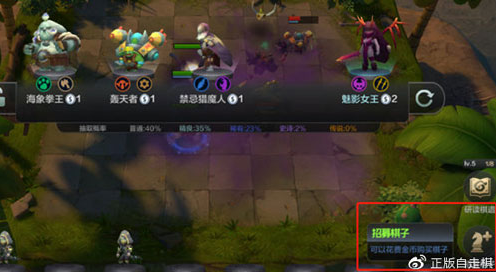 海象拳王 1 轰天者 1 禁忌猎魔人 1 魅影女王 2
抽取概率 普通:40% 精良:35% 稀有:23% 史诗:2% 传说:0%
lv.5 1/8
研读棋道
招募棋子
可以花费金币购买棋子
正版自走棋